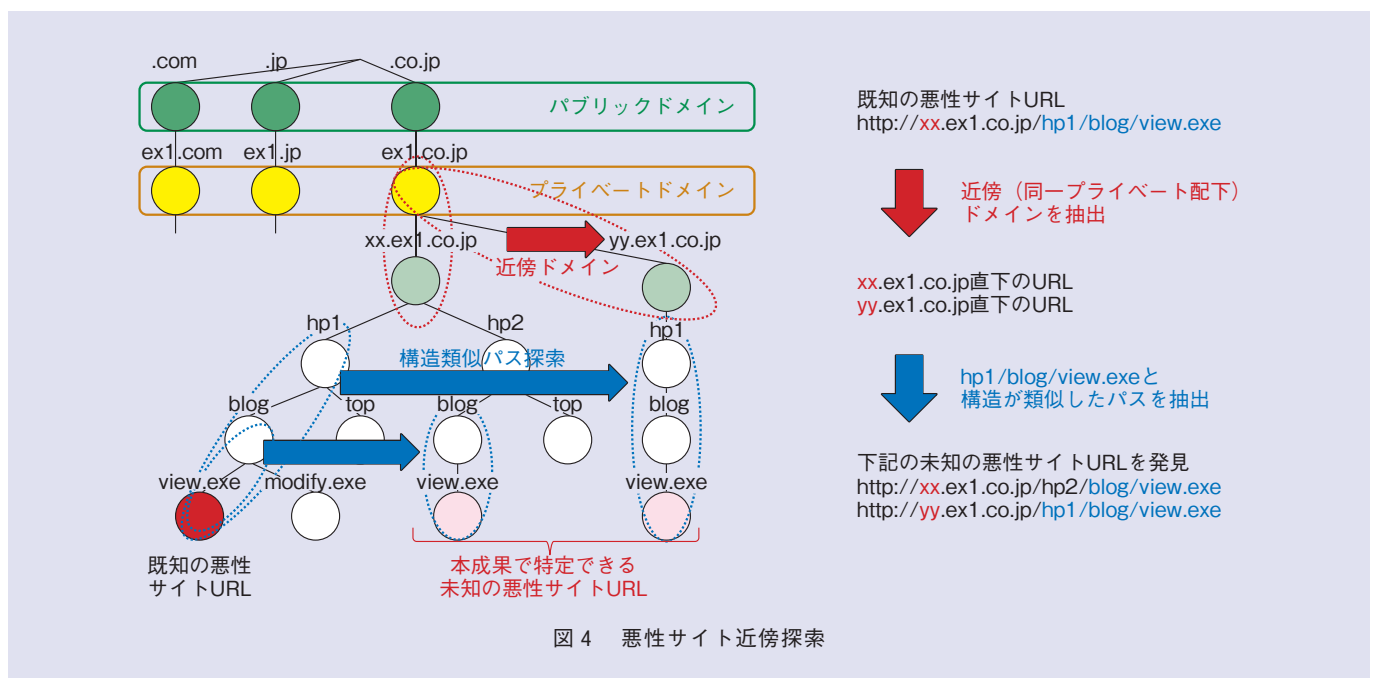 .com .jp .co.jp
パブリックドメイン
ex1.com ex1.jp ex1.co.jp
プライベートドメイン
xx.ex1.co.jp yy.ex1.co.jp
近傍ドメイン
hp1 hp2 hp1
構造類似パス探索
blog top blog top blog
view.exe modify.exe view.exe view.exe
既知の悪性
サイトURL
本成果で特定できる
未知の悪性サイトURL
既知の悪性サイトURL
http://xx.ex1.co.jp/hp1/blog/view.exe
近傍（同一プライベート配下）
ドメインを抽出
xx.ex1.co.jp直下のURL
yy.ex1.co.jp直下のURL
hp1/blog/view.exeと
構造が類似したパスを抽出
下記の未知の悪性サイトURLを発見
http://xx.ex1.co.jp/hp2/blog/view.exe
http://yy.ex1.co.jp/hp1/blog/view.exe
図4 悪性サイト近傍探索